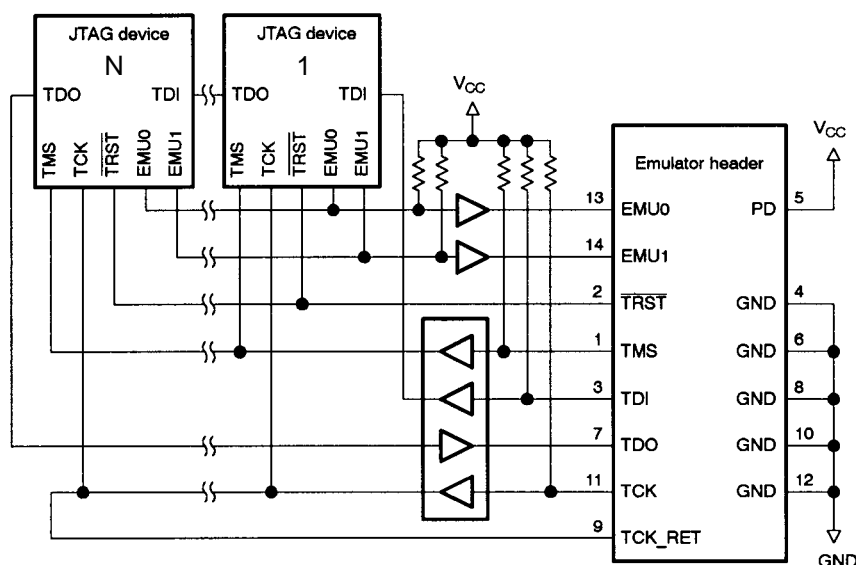 JTAG device
N
TDO
TDI
TMS
TCK
TRST
EMU0
EMU1
JTAG device
1
TDO
TDI
TMS
TCK
TRST
EMU0
EMU1
VCC
Emulator header
VCC
13
EMU0
PD
5
14
EMU1
2
TRST
GND
4
1
TMS
GND
6
3
TDI
GND
8
7
TDO
GND
10
11
TCK
GND
12
9
TCK_RET
GND